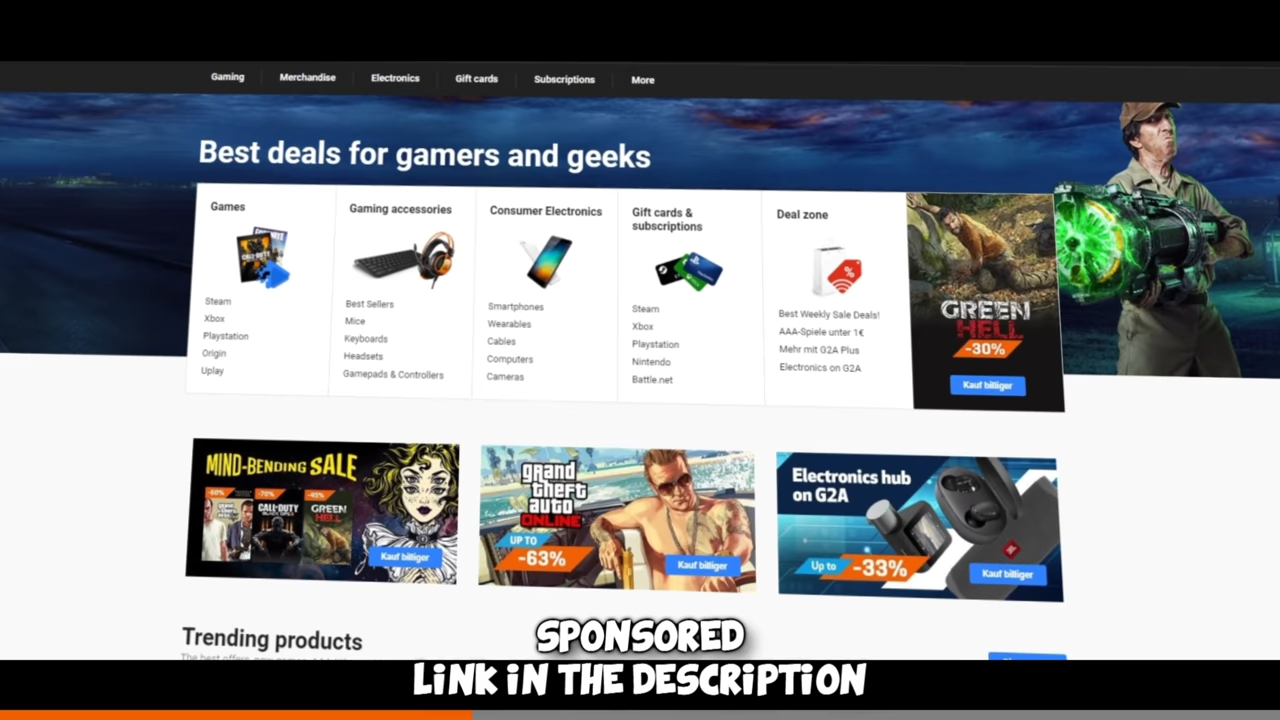 Gaming
Merchandise
Electronics
Gift cards
Subscriptions
More
Best deals for gamers and geeks
Games
Steam
Xbox
Playstation
Origin
Uplay
Gaming accessories
Best Sellers
Mice
Keyboards
Headsets
Gamepads & Controllers
Consumer Electronics
Smartphones
Wearables
Cables
Computers
Cameras
Gift cards &
subscriptions
Steam
Xbox
Playstation
Nintendo
Battle.net
Deal zone
Best Weekly Sale Deals!
AAA-Spiele unter 1€
Mehr mit G2A Plus
Electronics on G2A
GREEN
HELL
-30%
Kauf billiger
MIND-BENDING SALE
-60%
-70%
-45%
CALL OF DUTY
GREEN
HELL
Kauf billiger
grand
theft
auto
ONLINE
UP TO
-63%
Kauf billiger
Electronics hub
on G2A
Up to -33%
Kauf billiger
Trending products
SPONSORED
LINK IN THE DESCRIPTION